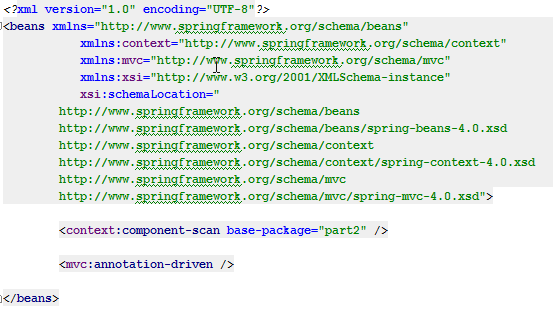 <?xml version="1.0" encoding="UTF-8"?>
<beans xmlns="http://www.springframework.org/schema/beans"
xmlns:context="http://www.springframework.org/schema/context"
xmlns:mvc="http://www.springframework.org/schema/mvc"
xmlns:xsi="http://www.w3.org/2001/XMLSchema-instance"
xsi:schemaLocation="
http://www.springframework.org/schema/beans
http://www.springframework.org/schema/beans/spring-beans-4.0.xsd
http://www.springframework.org/schema/context
http://www.springframework.org/schema/context/spring-context-4.0.xsd
http://www.springframework.org/schema/mvc
http://www.springframework.org/schema/mvc/spring-mvc-4.0.xsd">
<context:component-scan base-package="part2" />
<mvc:annotation-driven />
</beans>